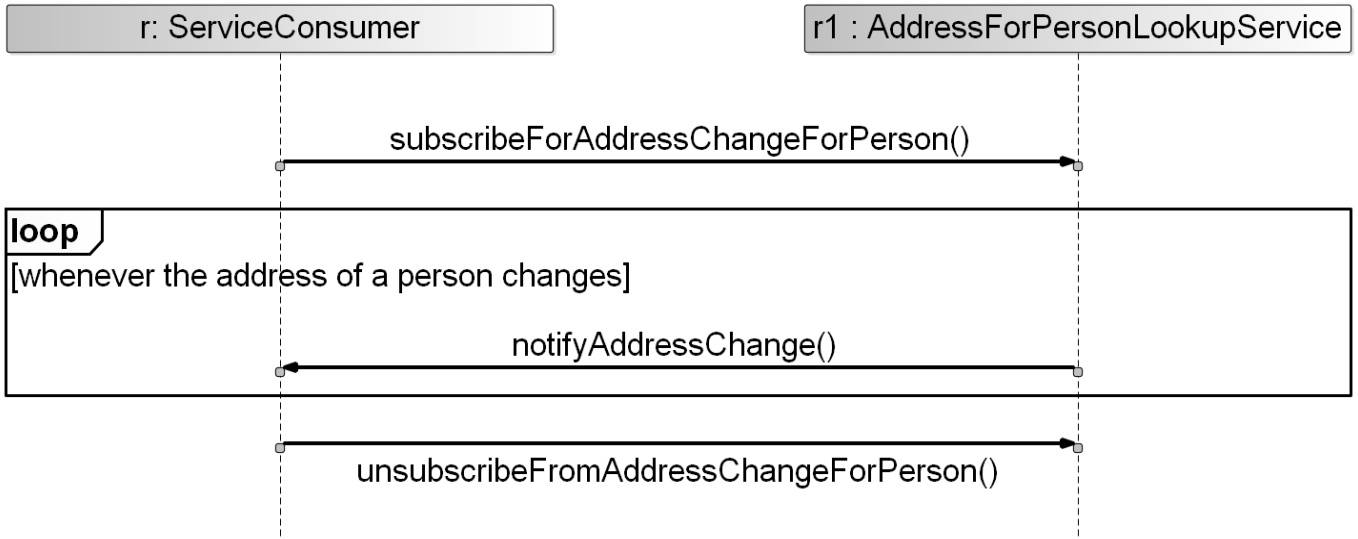 r: ServiceConsumer
r1 : AddressForPersonLookupService
subscribeForAddressChangeForPerson()
loop
[whenever the address of a person changes]
notifyAddressChange()
unsubscribeFromAddressChangeForPerson()